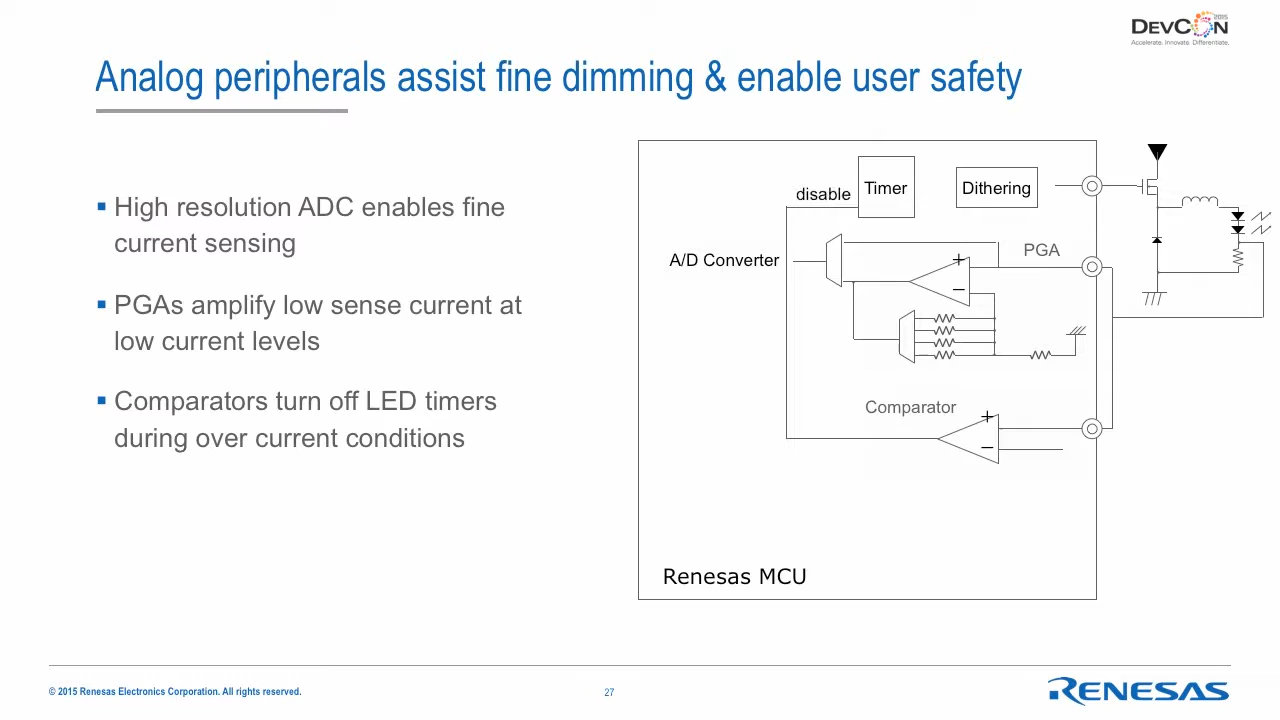 DEVCON
Accelerate. Innovate. Differentiate.
Analog peripherals assist fine dimming & enable user safety
▪ High resolution ADC enables fine
current sensing
▪ PGAs amplify low sense current at
low current levels
▪ Comparators turn off LED timers
during over current conditions
disable
Timer
Dithering
A/D Converter
PGA
+
−
Comparator
+
−
Renesas MCU
© 2015 Renesas Electronics Corporation. All rights reserved.
27
RENESAS